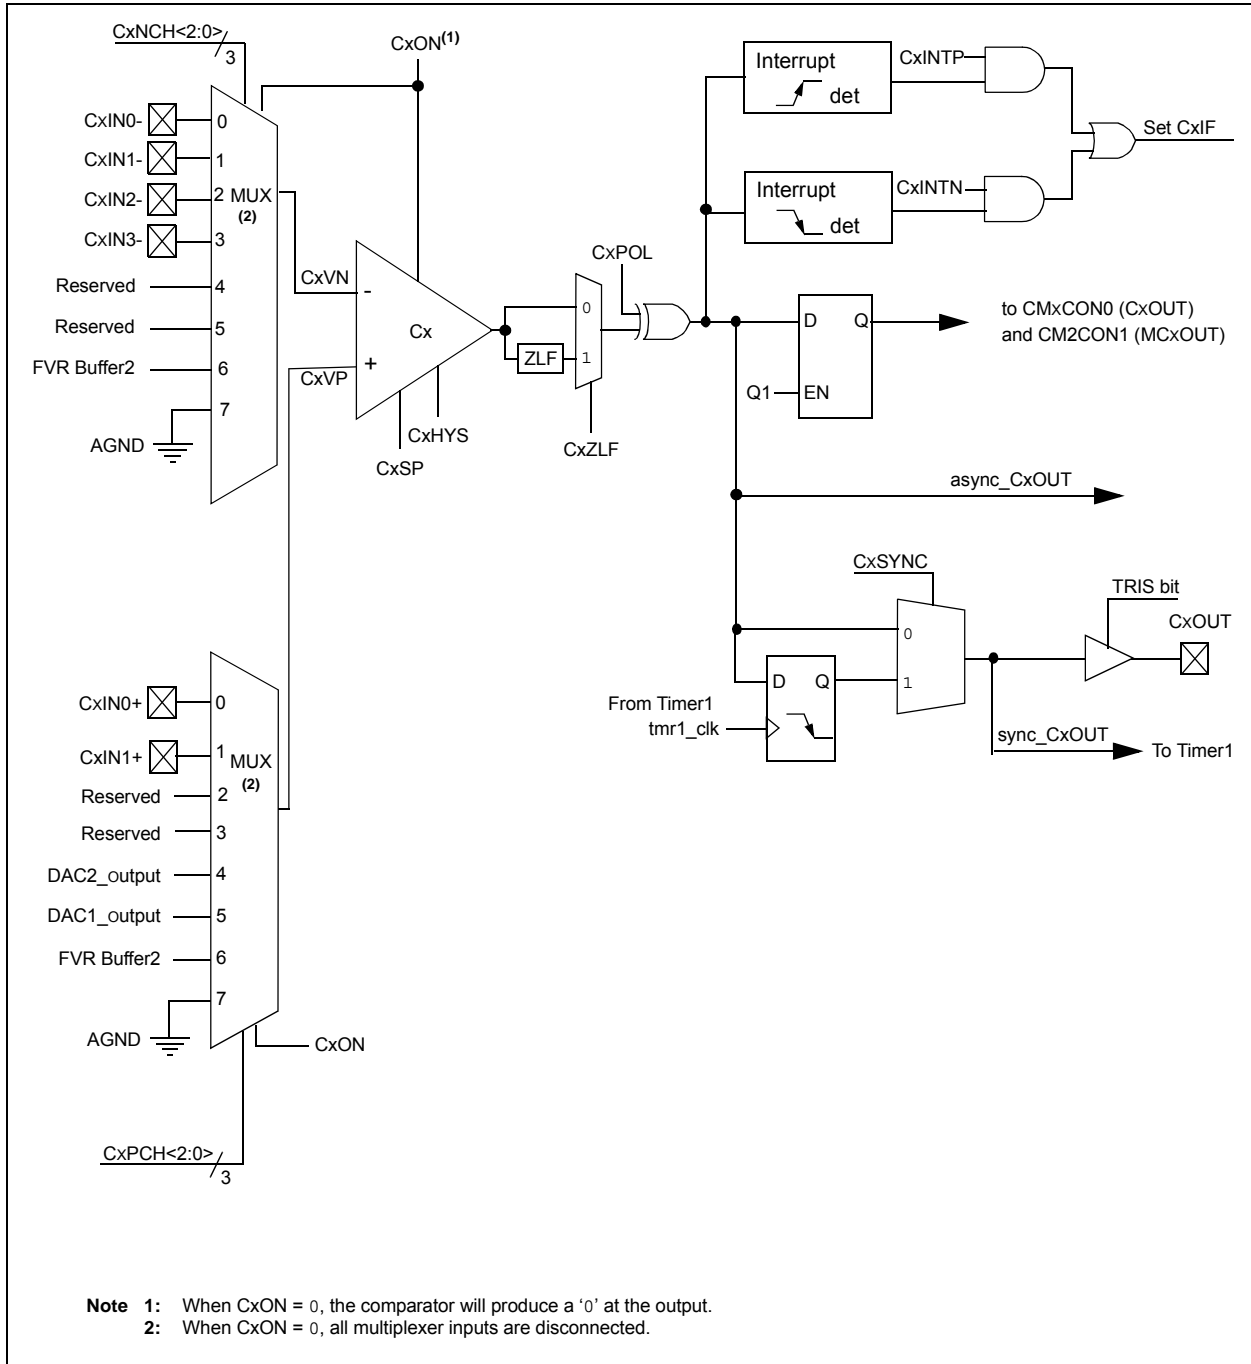 CxNCH<2:0>
3
CxON(1)
CxIN0-
CxIN1-
CxIN2-
CxIN3-
Reserved
Reserved
FVR Buffer2
AGND
0
1
2
3
4
5
6
7
MUX
(2)
CxVN
CxVP
-
+
Cx
CxSP
CxHYS
ZLF
0
1
CxZLF
CxPOL
Interrupt
det
CxINTP
Interrupt
det
CxINTN
Set CxIF
D
Q
Q1
EN
to CMxCON0 (CxOUT)
and CM2CON1 (MCxOUT)
async_CxOUT
CxSYNC
0
1
TRIS bit
CxOUT
D
Q
From Timer1
tmr1_clk
sync_CxOUT
To Timer1
CxIN0+
CxIN1+
Reserved
Reserved
DAC2_output
DAC1_output
FVR Buffer2
AGND
0
1
2
3
4
5
6
7
MUX
(2)
CxON
CxPCH<2:0>
3
Note 1: When CxON = 0, the comparator will produce a ‘0’ at the output.
2: When CxON = 0, all multiplexer inputs are disconnected.